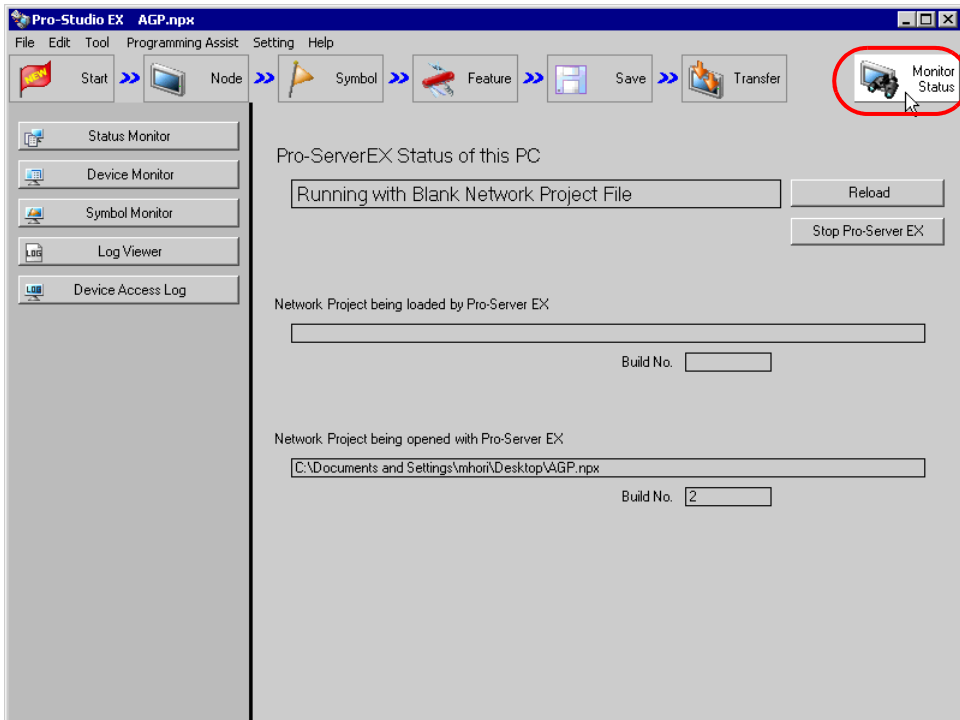 Pro-Studio EX AGP.npx
File Edit Tool Programming Assist Setting Help
NEW Start Node Symbol Feature Save Transfer Monitor Status
Status Monitor
Device Monitor
Symbol Monitor
LOG Log Viewer
LOG Device Access Log
Pro-ServerEX Status of this PC
Running with Blank Network Project File
Reload
Stop Pro-Server EX
Network Project being loaded by Pro-Server EX
Build No.
Network Project being opened with Pro-Server EX
C:\Documents and Settings\mhori\Desktop\AGP.npx
Build No. 2